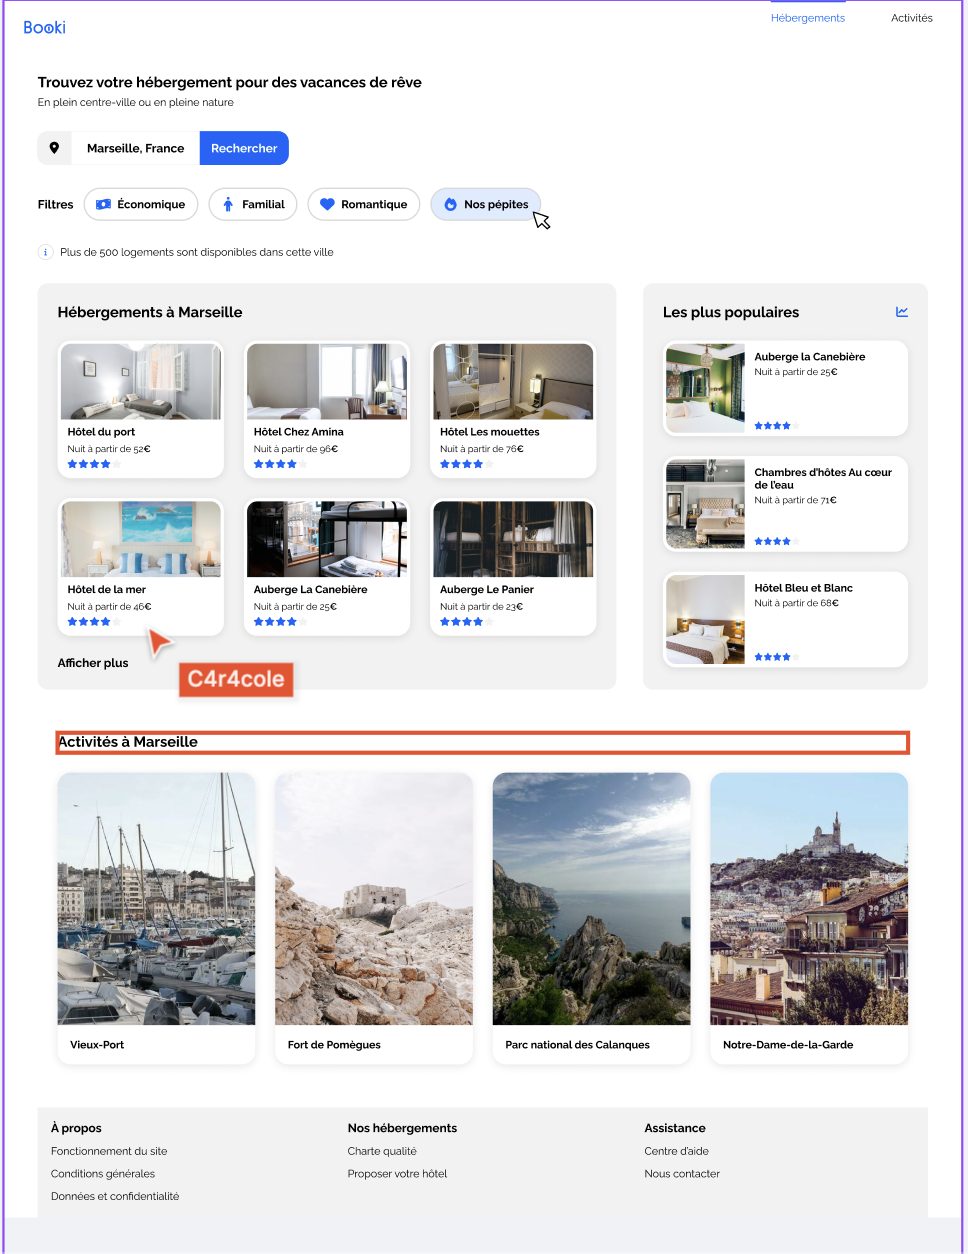 Booki
Hébergements
Activités
Trouvez votre hébergement pour des vacances de rêve
En plein centre-ville ou en pleine nature
Marseille, France
Rechercher
Filtres
Économique
Familial
Romantique
Nos pépites
i
Plus de 500 logements sont disponibles dans cette ville
Hébergements à Marseille
Hôtel du port
Nuit à partir de 52€
Hôtel Chez Amina
Nuit à partir de 96€
Hôtel Les mouettes
Nuit à partir de 76€
Hôtel de la mer
Nuit à partir de 46€
Auberge La Canebière
Nuit à partir de 25€
Auberge Le Panier
Nuit à partir de 23€
Afficher plus
C4r4cole
Les plus populaires
Auberge la Canebière
Nuit à partir de 25€
Chambres d'hôtes Au cœur
de l'eau
Nuit à partir de 71€
Hôtel Bleu et Blanc
Nuit à partir de 68€
Activités à Marseille
Vieux-Port
Fort de Pomègues
Parc national des Calanques
Notre-Dame-de-la-Garde
À propos
Fonctionnement du site
Conditions générales
Données et confidentialité
Nos hébergements
Charte qualité
Proposer votre hôtel
Assistance
Centre d'aide
Nous contacter